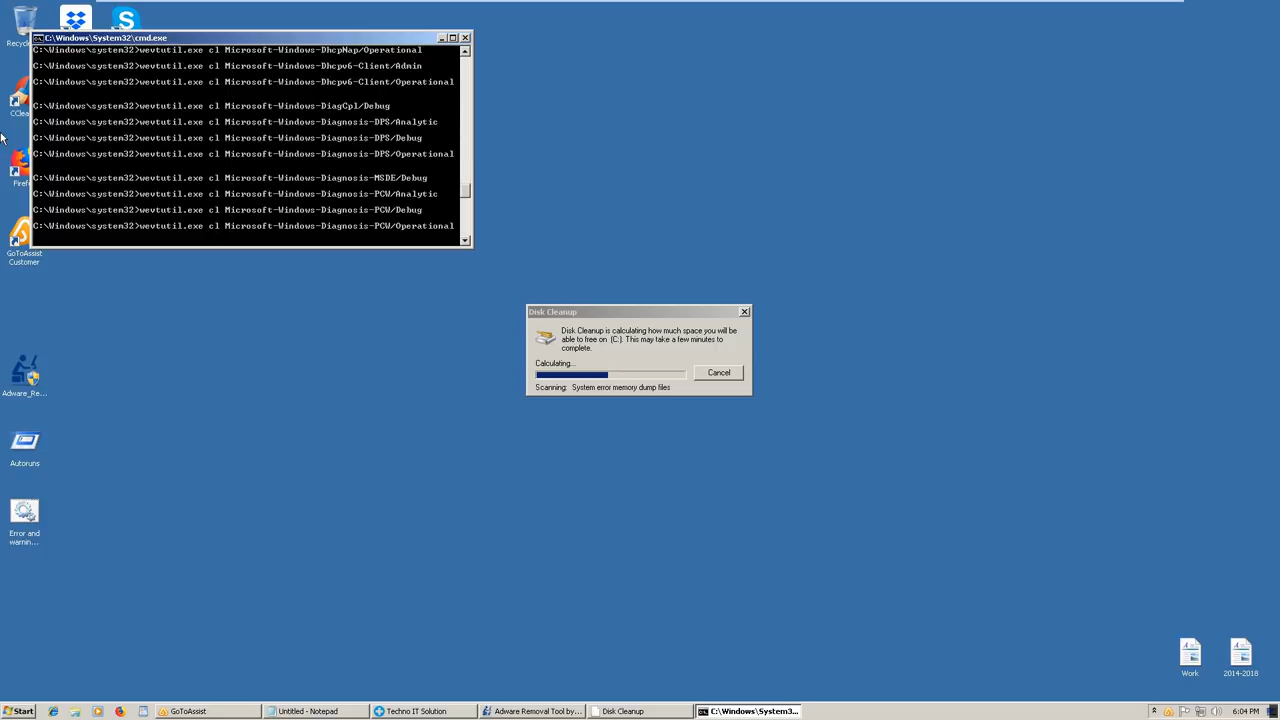 Recycl
C:\Windows\System32\cmd.exe
C:\Windows\system32>wevtutil.exe cl Microsoft-Windows-DhcpNap/Operational
C:\Windows\system32>wevtutil.exe cl Microsoft-Windows-Dhcpv6-Client/Admin
C:\Windows\system32>wevtutil.exe cl Microsoft-Windows-Dhcpv6-Client/Operational
C:\Windows\system32>wevtutil.exe cl Microsoft-Windows-DiagCpl/Debug
C:\Windows\system32>wevtutil.exe cl Microsoft-Windows-Diagnosis-DPS/Analytic
C:\Windows\system32>wevtutil.exe cl Microsoft-Windows-Diagnosis-DPS/Debug
C:\Windows\system32>wevtutil.exe cl Microsoft-Windows-Diagnosis-DPS/Operational
C:\Windows\system32>wevtutil.exe cl Microsoft-Windows-Diagnosis-MSDE/Debug
C:\Windows\system32>wevtutil.exe cl Microsoft-Windows-Diagnosis-PCW/Analytic
C:\Windows\system32>wevtutil.exe cl Microsoft-Windows-Diagnosis-PCW/Debug
C:\Windows\system32>wevtutil.exe cl Microsoft-Windows-Diagnosis-PCW/Operational
CClea
Firef
GoToAssist
Customer
Adware_Re...
Autoruns
Error and
warnin...
Disk Cleanup
Disk Cleanup is calculating how much space you will be
able to free on (C:). This may take a few minutes to
complete.
Calculating...
Cancel
Scanning: System error memory dump files
Work
2014-2018
Start
GoToAssist
Untitled - Notepad
Techno IT Solution
Adware Removal Tool by...
Disk Cleanup
C:\Windows\System3...
6:04 PM